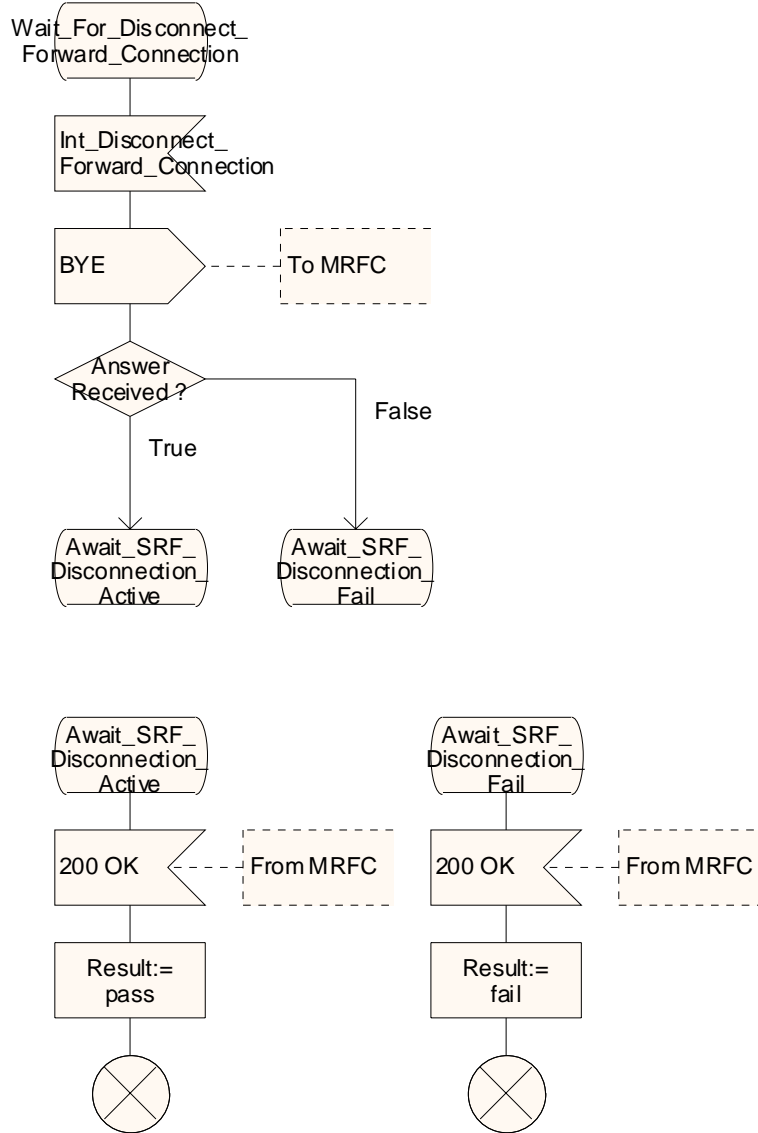 Wait_For_Disconnect_
Forward_Connection
Int_Disconnect_
Forward_Connection
BYE
To MRFC
Answer
Received ?
False
True
Await_SRF_
Disconnection_
Active
Await_SRF_
Disconnection_
Fail
Await_SRF_
Disconnection_
Active
Await_SRF_
Disconnection_
Fail
200 OK
From MRFC
200 OK
From MRFC
Result:=
pass
Result:=
fail